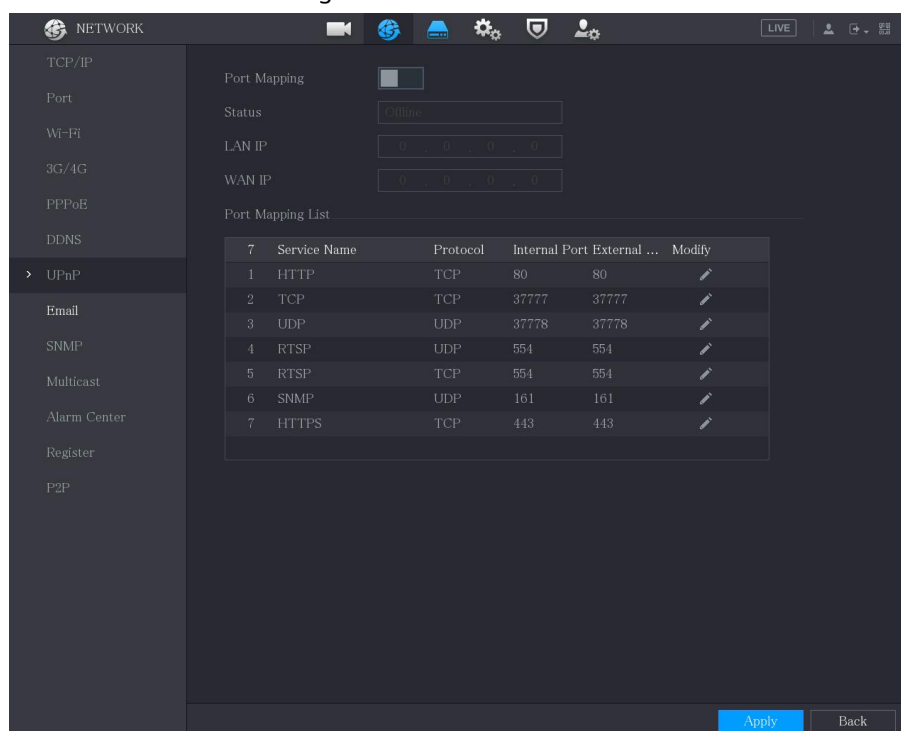 NETWORK LIVE
TCP/IP
Port
Wi-Fi
3G/4G
PPPoE
DDNS
UPnP
Email
SNMP
Multicast
Alarm Center
Register
P2P
Port Mapping
Status Offline
LAN IP 0 . 0 . 0 . 0
WAN IP 0 . 0 . 0 . 0
Port Mapping List
7 Service Name Protocol Internal Port External ... Modify
1 HTTP TCP 80 80
2 TCP TCP 37777 37777
3 UDP UDP 37778 37778
4 RTSP UDP 554 554
5 RTSP TCP 554 554
6 SNMP UDP 161 161
7 HTTPS TCP 443 443
Apply Back